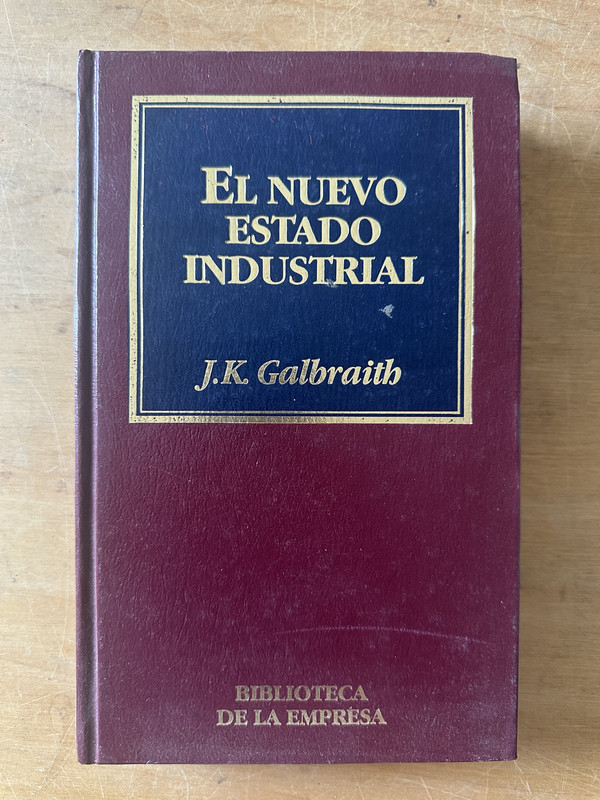 EL NUEVO
ESTADO
INDUSTRIAL
J.K. Galbraith
BIBLIOTECA
DE LA EMPRESA